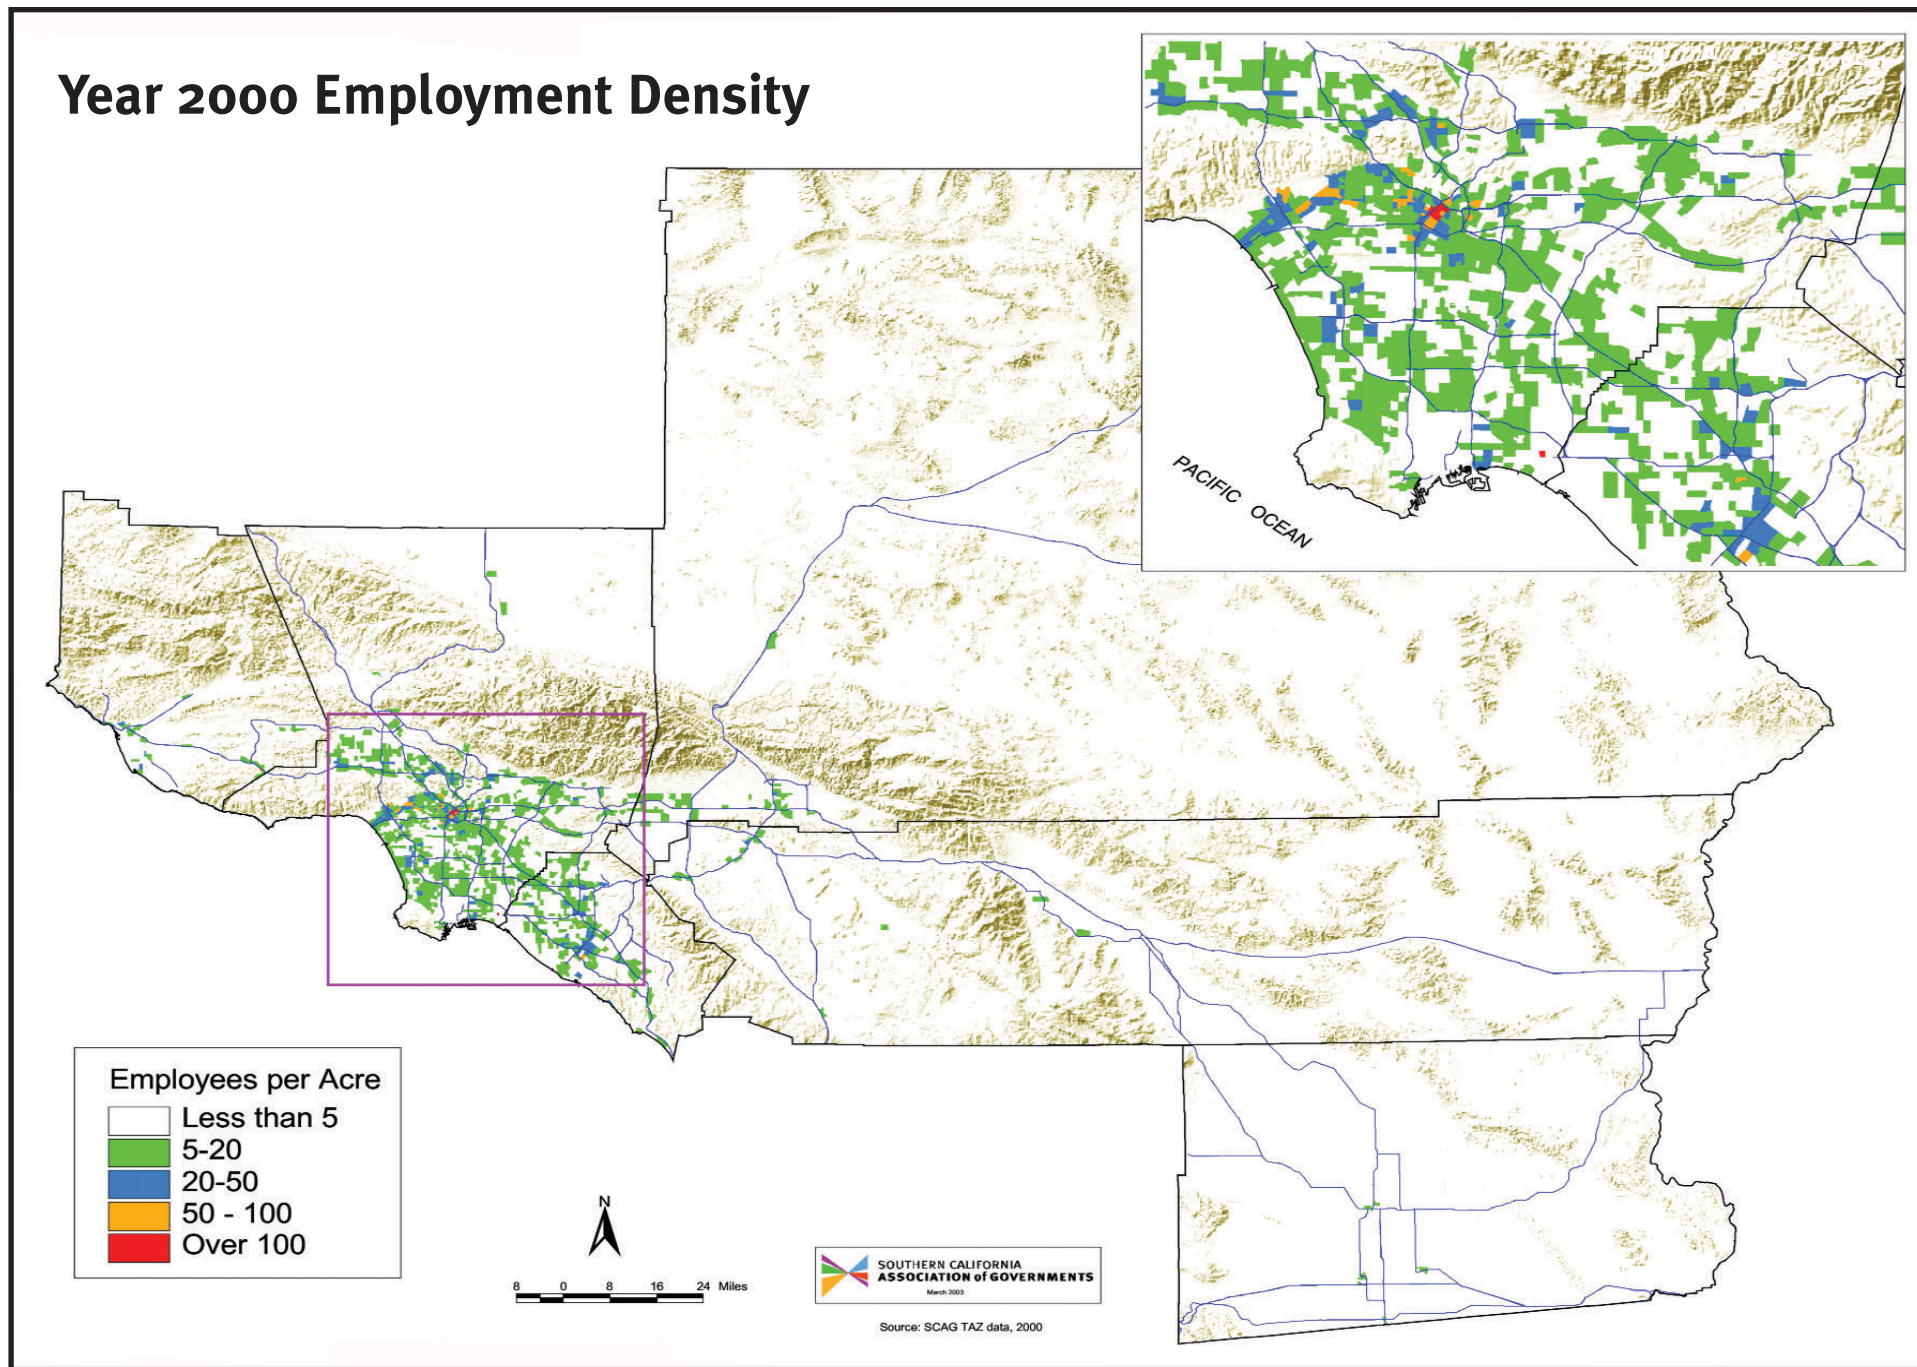 Year 2000 Employment Density
PACIFIC OCEAN
Employees per Acre
Less than 5
5-20
20-50
50 - 100
Over 100
N
8 0 8 16 24 Miles
SOUTHERN CALIFORNIA
ASSOCIATION of GOVERNMENTS
March 2003
Source: SCAG TAZ data, 2000